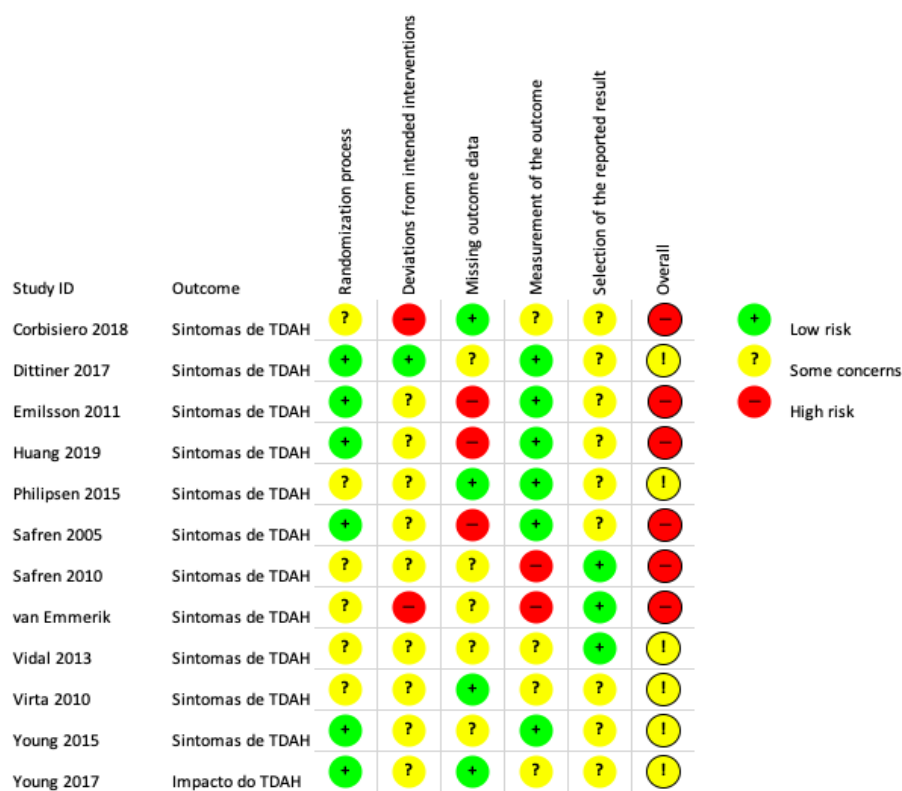 Randomization process
Deviations from intended interventions
Missing outcome data
Measurement of the outcome
Selection of the reported result
Overall
Study ID Outcome
Corbisiero 2018 Sintomas de TDAH ? − + ? ? −
Dittiner 2017 Sintomas de TDAH + + ? + ? !
Emilsson 2011 Sintomas de TDAH + ? − + ? −
Huang 2019 Sintomas de TDAH + ? − + ? −
Philipsen 2015 Sintomas de TDAH ? ? + + ? !
Safren 2005 Sintomas de TDAH + ? − + ? −
Safren 2010 Sintomas de TDAH ? ? ? − + −
van Emmerik Sintomas de TDAH ? − ? − + −
Vidal 2013 Sintomas de TDAH ? ? ? ? + !
Virta 2010 Sintomas de TDAH ? ? + ? ? !
Young 2015 Sintomas de TDAH + ? ? + ? !
Young 2017 Impacto do TDAH + ? + ? ? !
+ Low risk
? Some concerns
− High risk